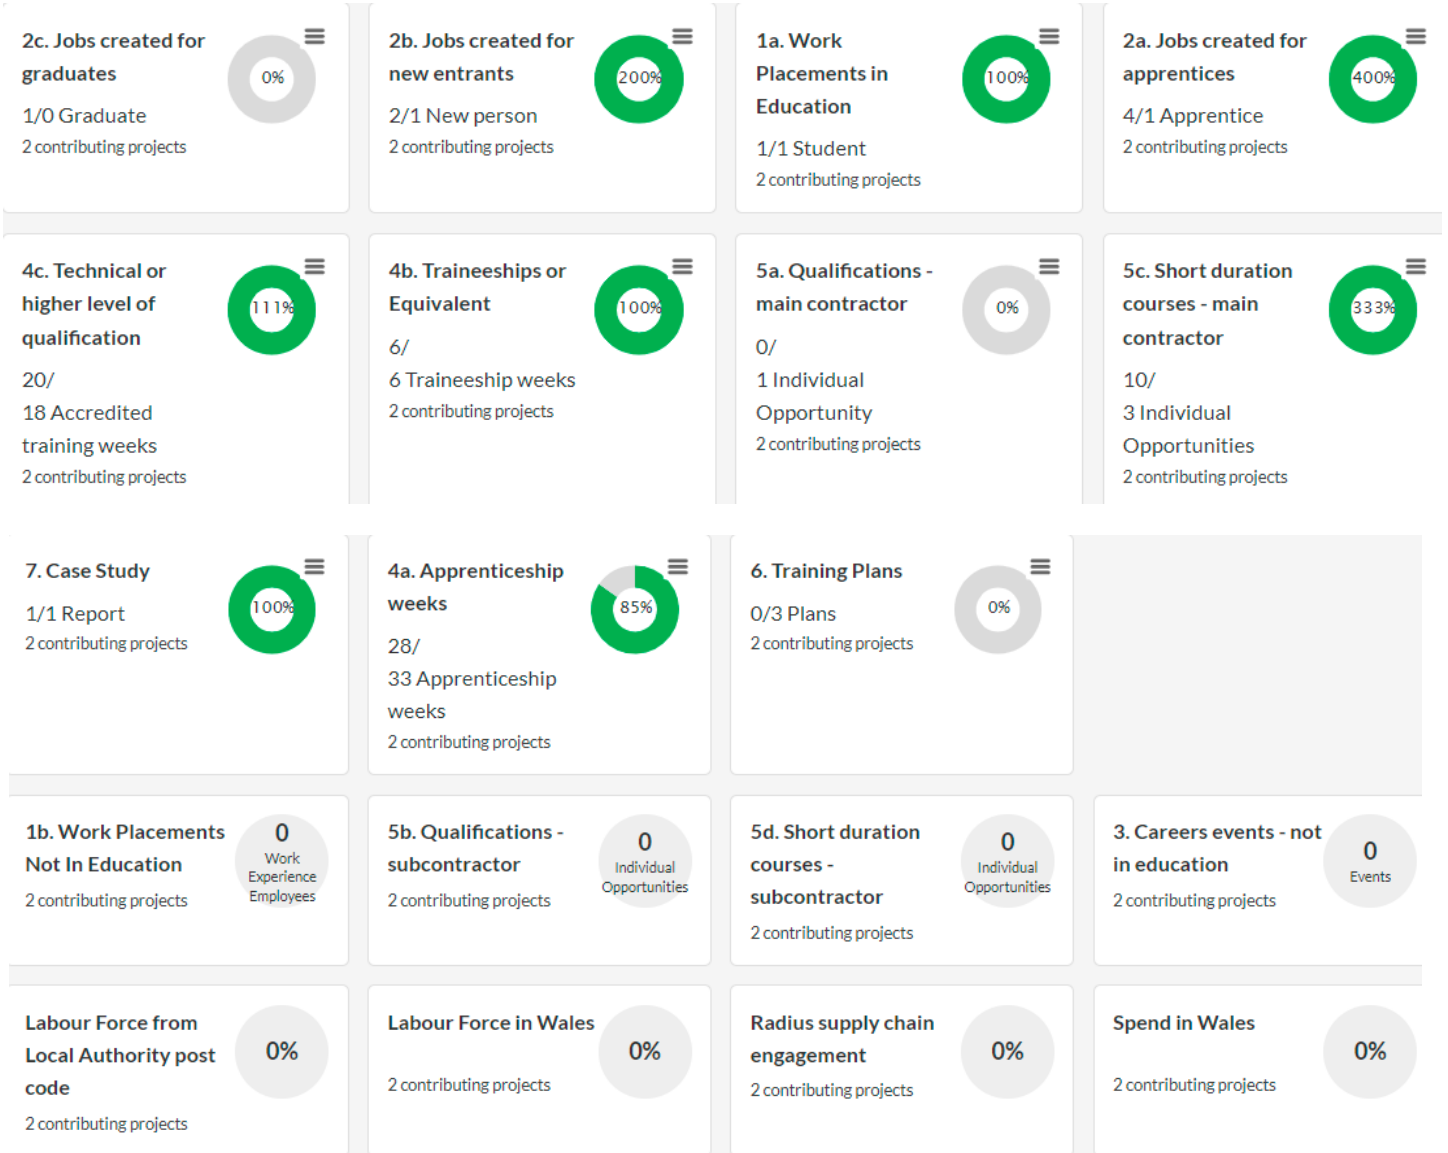 2c. Jobs created for
graduates
1/0 Graduate
2 contributing projects
0%
2b. Jobs created for
new entrants
2/1 New person
2 contributing projects
200%
1a. Work
Placements in
Education
1/1 Student
2 contributing projects
100%
2a. Jobs created for
apprentices
4/1 Apprentice
2 contributing projects
400%
4c. Technical or
higher level of
qualification
20/
18 Accredited
training weeks
2 contributing projects
111%
4b. Traineeships or
Equivalent
6/
6 Traineeship weeks
2 contributing projects
100%
5a. Qualifications -
main contractor
0/
1 Individual
Opportunity
2 contributing projects
0%
5c. Short duration
courses - main
contractor
10/
3 Individual
Opportunities
2 contributing projects
333%
7. Case Study
1/1 Report
2 contributing projects
100%
4a. Apprenticeship
weeks
28/
33 Apprenticeship
weeks
2 contributing projects
85%
6. Training Plans
0/3 Plans
2 contributing projects
0%
1b. Work Placements
Not In Education
2 contributing projects
0
Work
Experience
Employees
5b. Qualifications -
subcontractor
2 contributing projects
0
Individual
Opportunities
5d. Short duration
courses -
subcontractor
2 contributing projects
0
Individual
Opportunities
3. Careers events - not
in education
2 contributing projects
0
Events
Labour Force from
Local Authority post
code
2 contributing projects
0%
Labour Force in Wales
2 contributing projects
0%
Radius supply chain
engagement
2 contributing projects
0%
Spend in Wales
2 contributing projects
0%